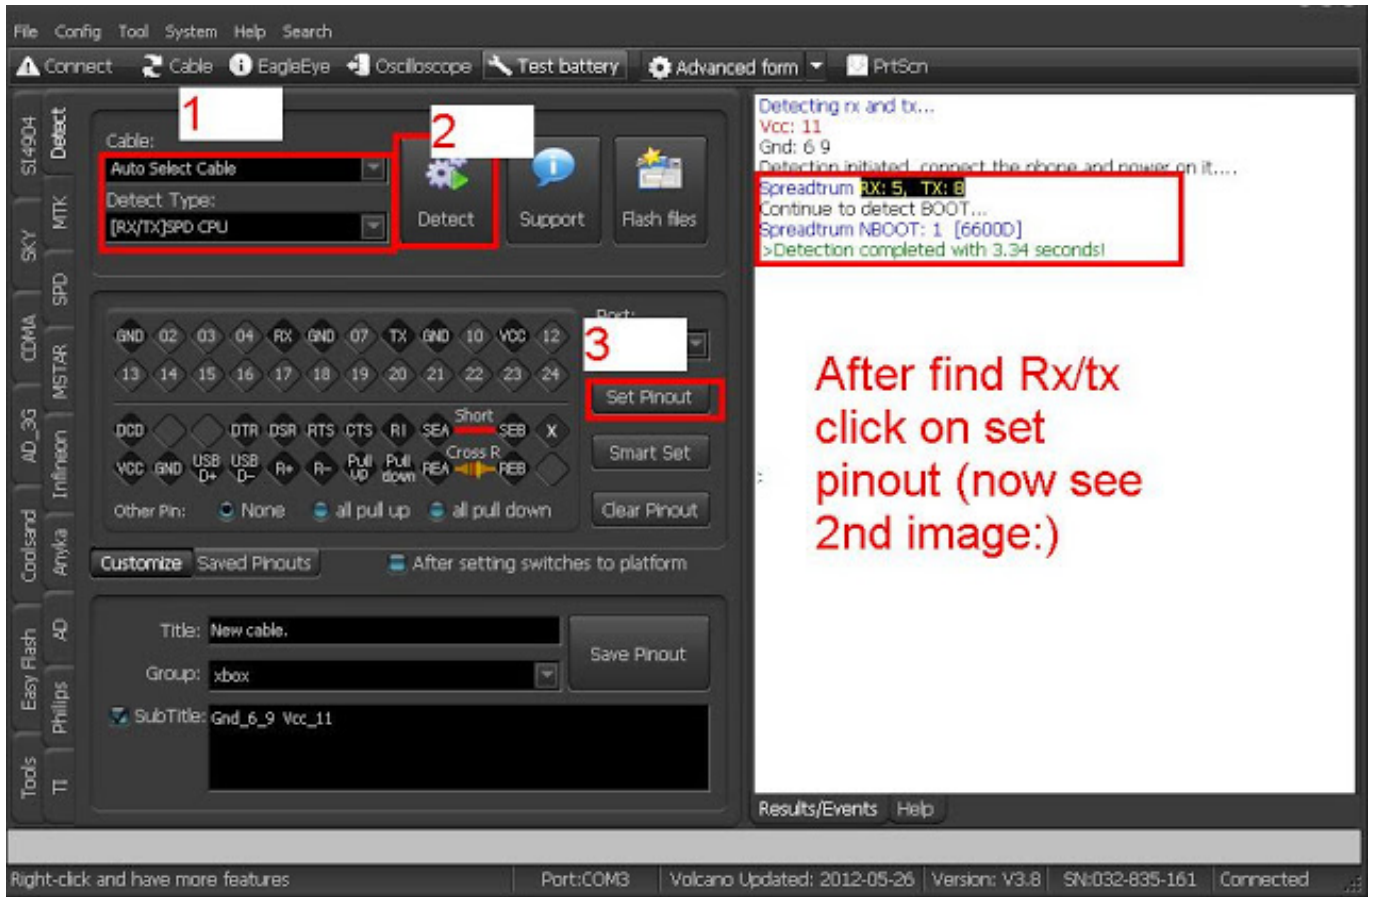 File Config Tool System Help Search
Connect Cable EagleEye Oscilloscope Test battery Advanced form PrtScn
1
2
S1904 SKY CDMA AD_3G Coolsand Easy Flash Tools
Detect MTK SPD MSTAR Infineon Anyka AD Philips TI
Cable:
Auto Select Cable
Detect Type:
[RX/TX]SPD CPU
Detect Support Flash files
GND 02 03 04 RX GND 07 TX GND 10 VCC 12
13 14 15 16 17 18 19 20 21 22 23 24
DCD DTR DSR RTS CTS RI SEA Short SEB X
VCC GND USB D+ USB D- R+ R- Pull up Pull down REA Cross R REB
Other Pin: None all pull up all pull down
Port:
3
Set Pinout
Smart Set
Clear Pinout
Customize Saved Pinouts After setting switches to platform
Title: New cable.
Group: xbox
SubTitle: Gnd_6_9 Vcc_11
Save Pinout
Detecting rx and tx...
Vcc: 11
Gnd: 6 9
Detection initiated, connect the phone and power on it....
Spreadtrum RX: 5, TX: 8
Continue to detect BOOT...
Spreadtrum NBOOT: 1 [6600D]
>Detection completed with 3.34 seconds!
After find Rx/tx
click on set
pinout (now see
2nd image:)
Results/Events Help
Right-click and have more features Port:COM3 Volcano Updated: 2012-05-26 Version: V3.8 SN:032-835-161 Connected